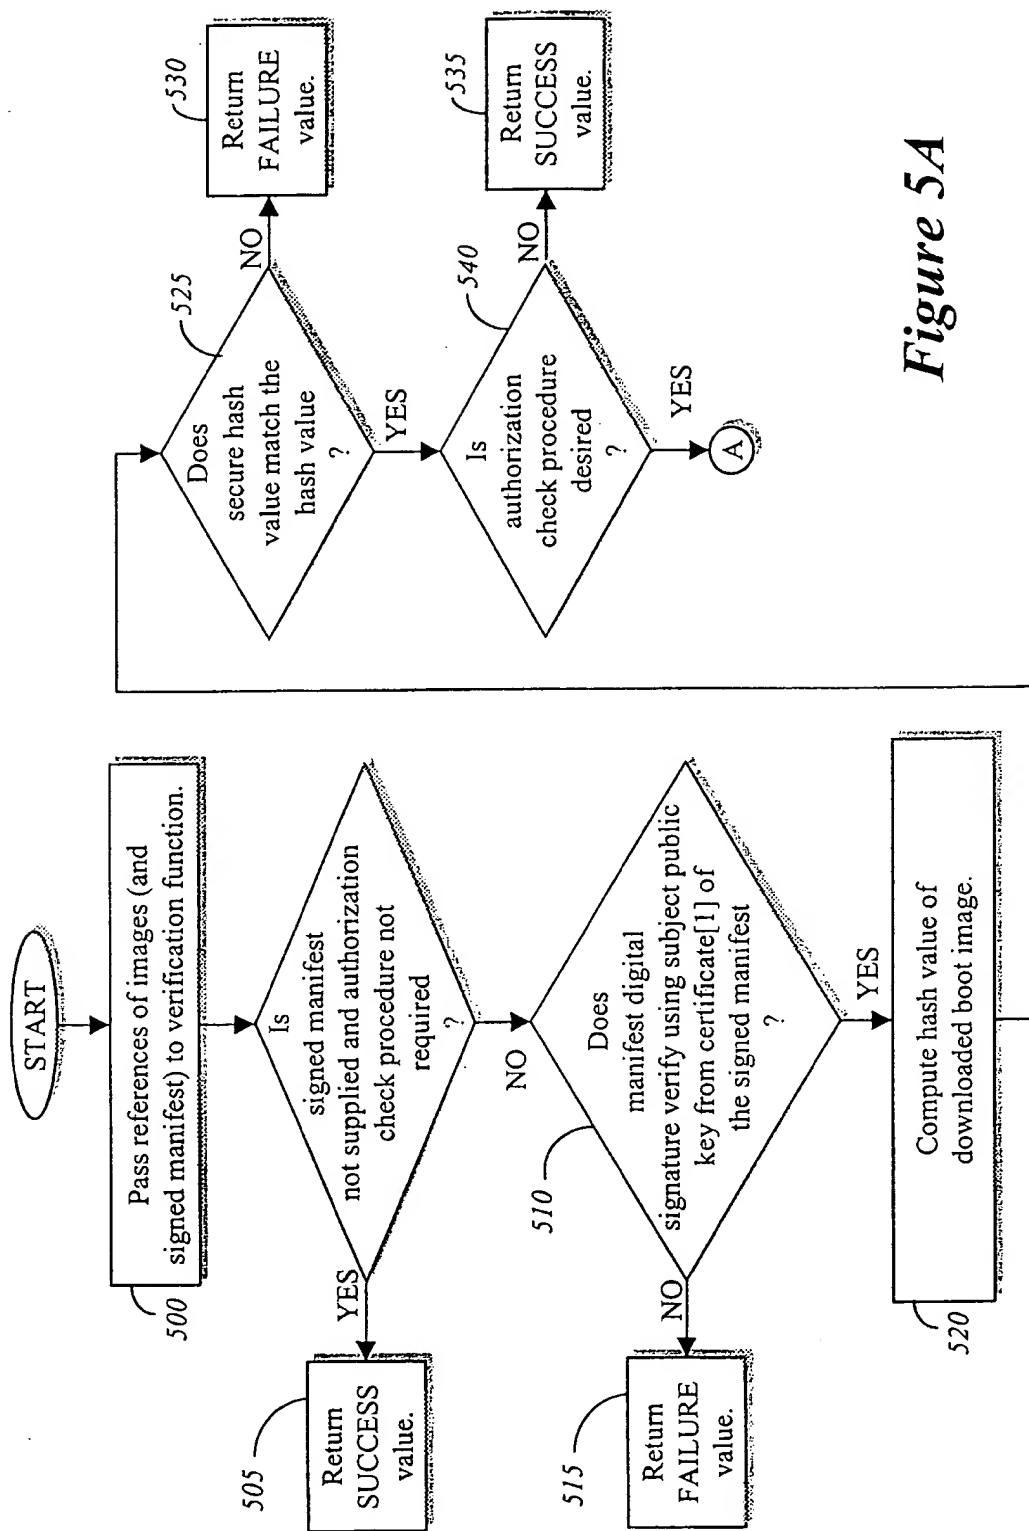 START
Pass references of images (and
signed manifest) to verification function.
500
Is
signed manifest
not supplied and authorization
check procedure not
required
?
YES
NO
505
Return
SUCCESS
value.
510
Does
manifest digital
signature verify using subject public
key from certificate[1] of
the signed manifest
?
NO
YES
515
Return
FAILURE
value.
Compute hash value of
downloaded boot image.
520
Does
secure hash
value match the
hash value
?
525
NO
YES
530
Return
FAILURE
value.
Is
authorization
check procedure
desired
?
540
NO
YES
535
Return
SUCCESS
value.
A
Figure 5A